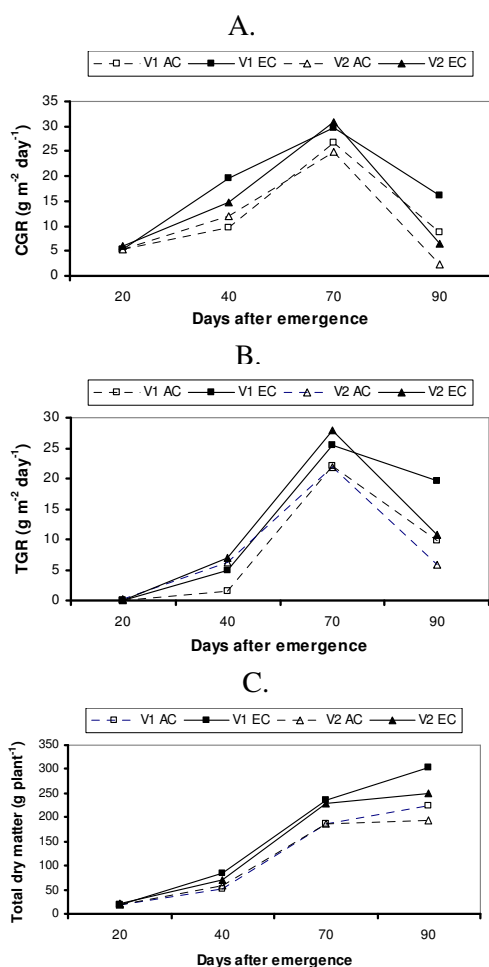 A.
V1 AC V1 EC V2 AC V2 EC
35
30
25
20
15
10
5
0
CGR (g m⁻² day⁻¹)
20 40 70 90
Days after emergence
B.
V1 AC V1 EC V2 AC V2 EC
30
25
20
15
10
5
0
TGR (g m⁻² day⁻¹)
20 40 70 90
Days after emergence
C.
V1 AC V1 EC V2 AC V2 EC
350
300
250
200
150
100
50
0
Total dry matter (g plant⁻¹)
20 40 70 90
Days after emergence